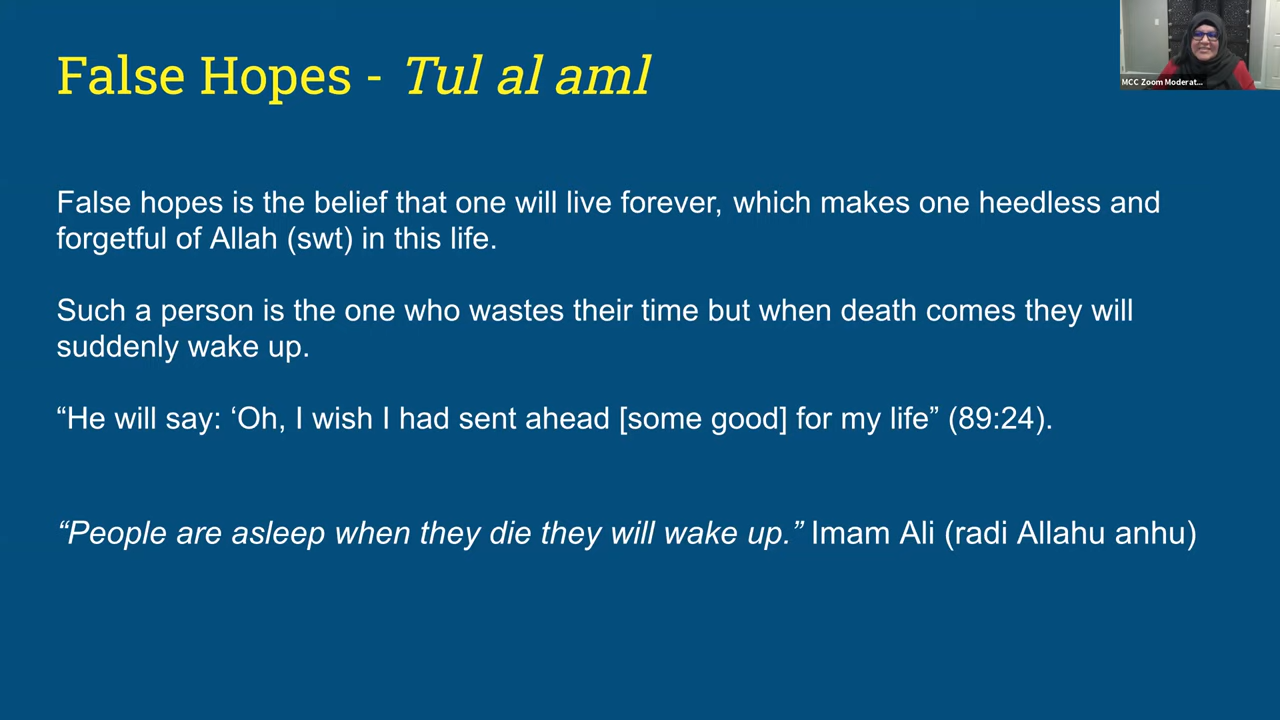 False Hopes - Tul al aml
MCC Zoom Moderat...
False hopes is the belief that one will live forever, which makes one heedless and
forgetful of Allah (swt) in this life.
Such a person is the one who wastes their time but when death comes they will
suddenly wake up.
“He will say: ‘Oh, I wish I had sent ahead [some good] for my life” (89:24).
“People are asleep when they die they will wake up.” Imam Ali (radi Allahu anhu)